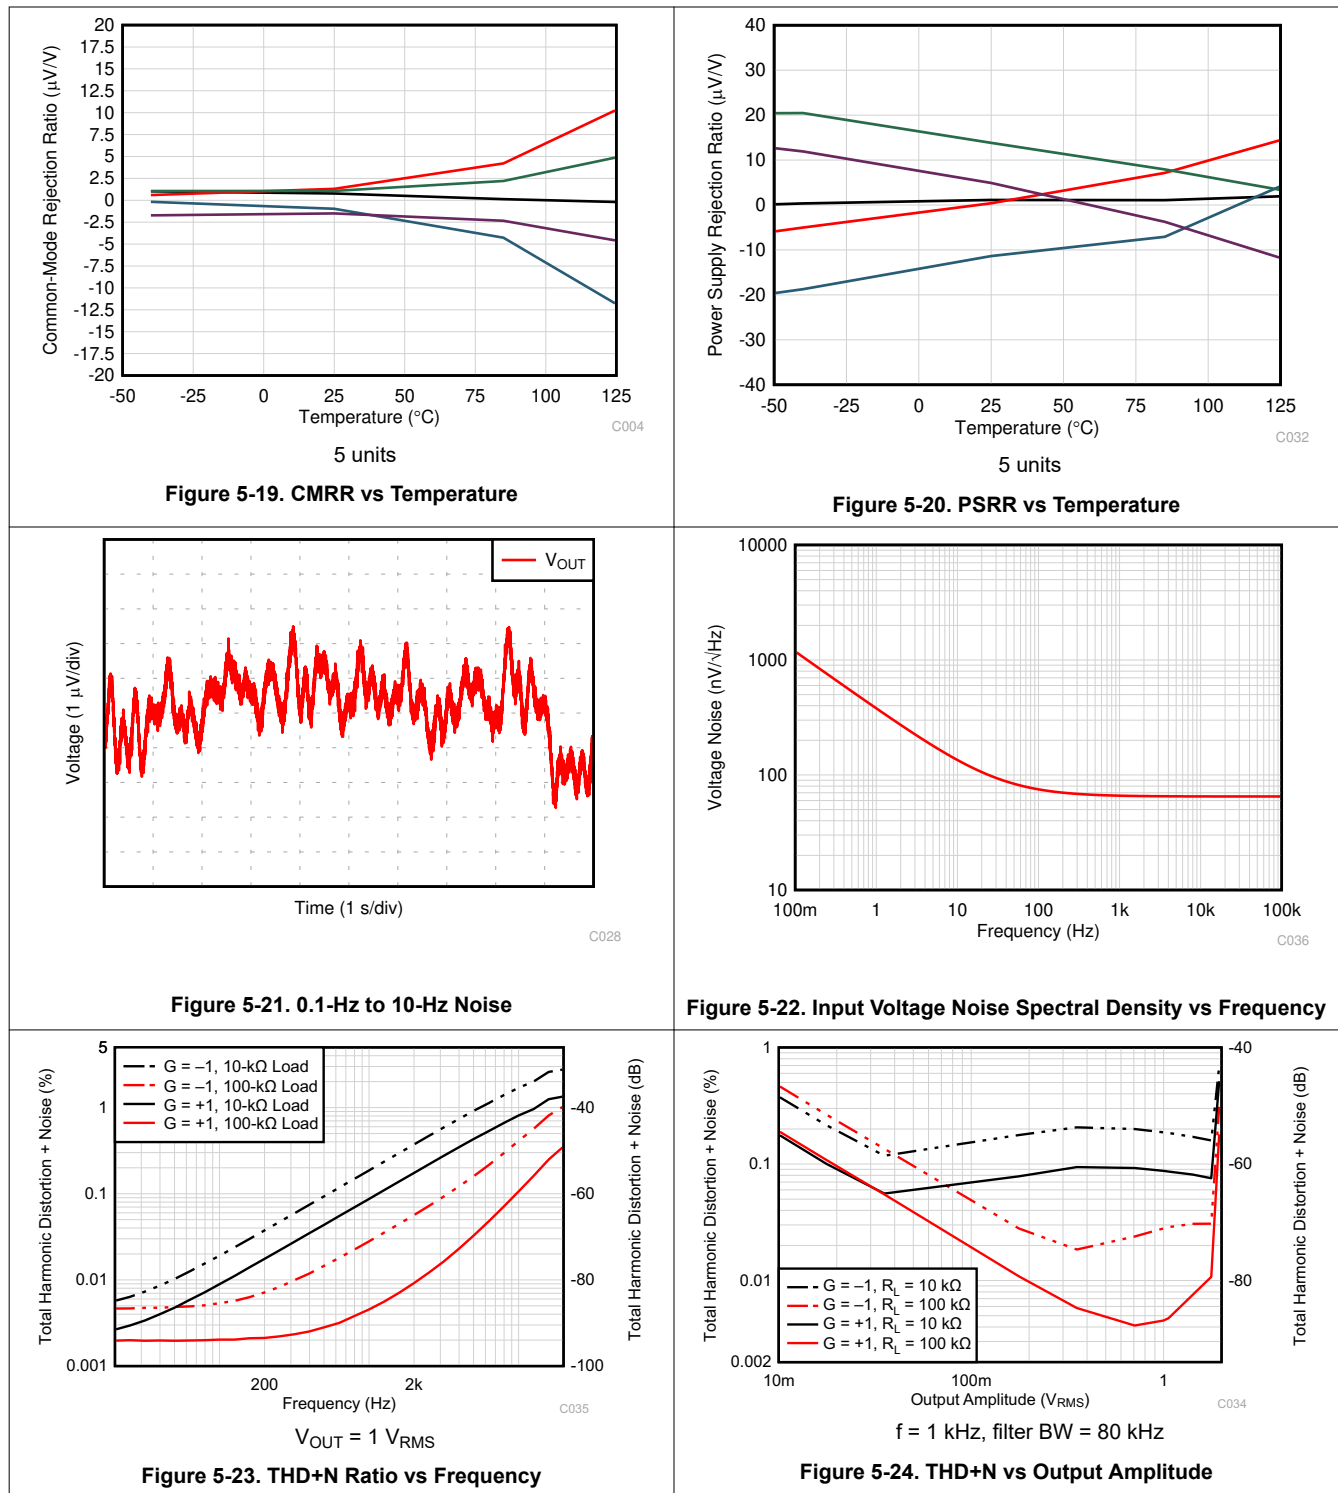 Common-Mode Rejection Ratio (µV/V)
20
17.5
15
12.5
10
7.5
5
2.5
0
-2.5
-5
-7.5
-10
-12.5
-15
-17.5
-20
-50 -25 0 25 50 75 100 125
Temperature (°C)
C004
5 units
Figure 5-19. CMRR vs Temperature
Power Supply Rejection Ratio (µV/V)
40
30
20
10
0
-10
-20
-30
-40
-50 -25 0 25 50 75 100 125
Temperature (°C)
C032
5 units
Figure 5-20. PSRR vs Temperature
Voltage (1 µV/div)
VOUT
Time (1 s/div)
C028
Figure 5-21. 0.1-Hz to 10-Hz Noise
Voltage Noise (nV/√Hz)
10000
1000
100
10
100m 1 10 100 1k 10k 100k
Frequency (Hz)
C036
Figure 5-22. Input Voltage Noise Spectral Density vs Frequency
Total Harmonic Distortion + Noise (%)
5
1
0.1
0.01
0.001
G = –1, 10-kΩ Load
G = –1, 100-kΩ Load
G = +1, 10-kΩ Load
G = +1, 100-kΩ Load
-40
-60
-80
-100
Total Harmonic Distortion + Noise (dB)
200 2k
Frequency (Hz)
C035
VOUT = 1 VRMS
Figure 5-23. THD+N Ratio vs Frequency
Total Harmonic Distortion + Noise (%)
1
0.1
0.01
0.002
G = –1, RL = 10 kΩ
G = –1, RL = 100 kΩ
G = +1, RL = 10 kΩ
G = +1, RL = 100 kΩ
-40
-60
-80
Total Harmonic Distortion + Noise (dB)
10m 100m 1
Output Amplitude (VRMS)
C034
f = 1 kHz, filter BW = 80 kHz
Figure 5-24. THD+N vs Output Amplitude